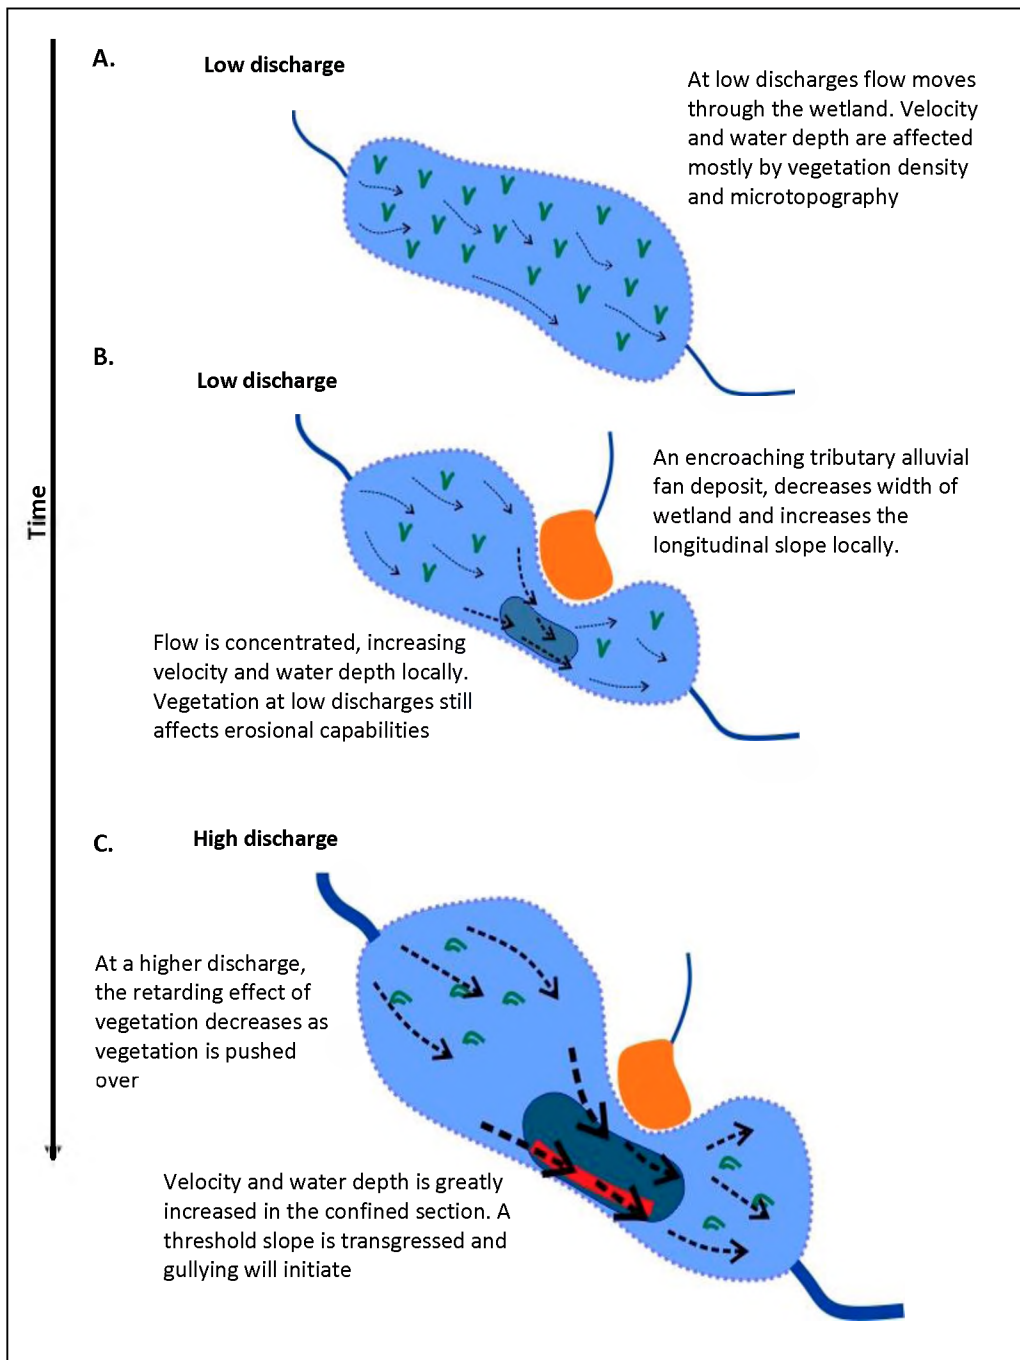 A.
Low discharge
At low discharges flow moves
through the wetland. Velocity
and water depth are affected
mostly by vegetation density
and microtopography
B.
Low discharge
An encroaching tributary alluvial
fan deposit, decreases width of
wetland and increases the
longitudinal slope locally.
Time
Flow is concentrated, increasing
velocity and water depth locally.
Vegetation at low discharges still
affects erosional capabilities
C.
High discharge
At a higher discharge,
the retarding effect of
vegetation decreases as
vegetation is pushed
over
Velocity and water depth is greatly
increased in the confined section. A
threshold slope is transgressed and
gullying will initiate